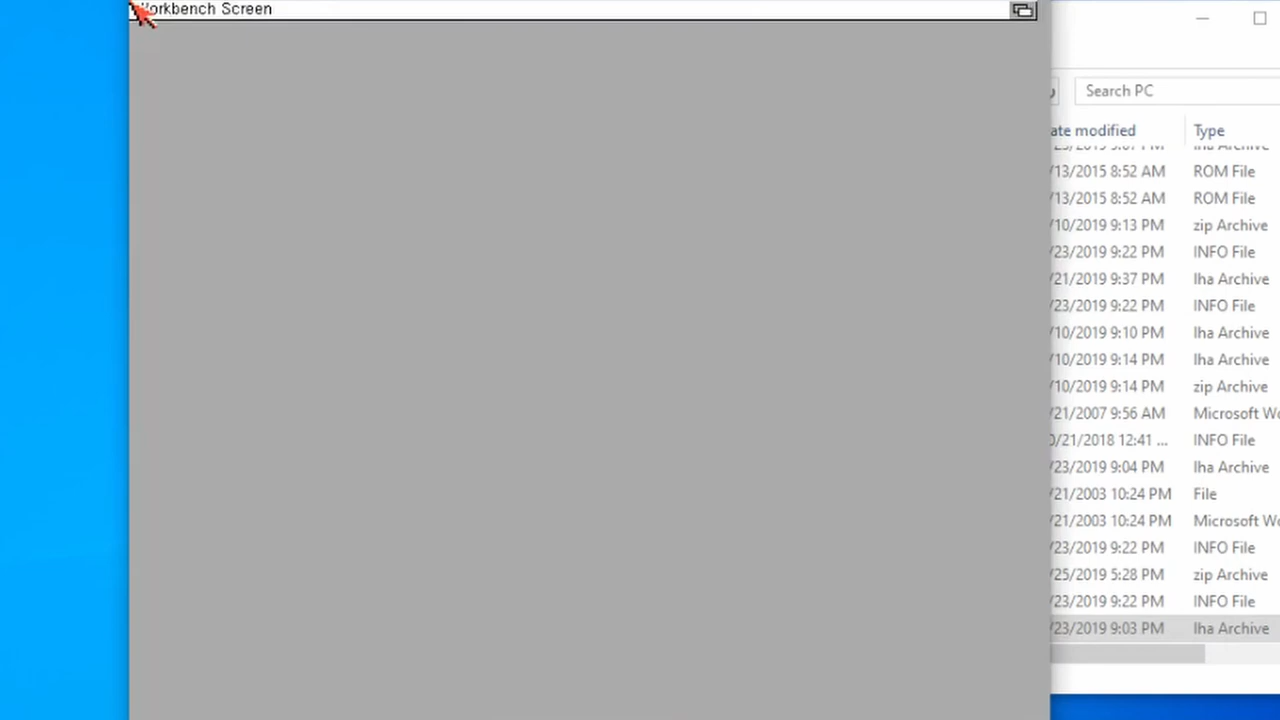 orkbench Screen
Search PC
ate modified Type
/13/2015 8:52 AM ROM File
/13/2015 8:52 AM ROM File
/10/2019 9:13 PM zip Archive
/23/2019 9:22 PM INFO File
/21/2019 9:37 PM lha Archive
/23/2019 9:22 PM INFO File
/10/2019 9:10 PM lha Archive
/10/2019 9:14 PM lha Archive
/10/2019 9:14 PM zip Archive
/21/2007 9:56 AM Microsoft Wo
0/21/2018 12:41 ... INFO File
/23/2019 9:04 PM lha Archive
/21/2003 10:24 PM File
/21/2003 10:24 PM Microsoft Wo
/23/2019 9:22 PM INFO File
/25/2019 5:28 PM zip Archive
/23/2019 9:22 PM INFO File
/23/2019 9:03 PM lha Archive